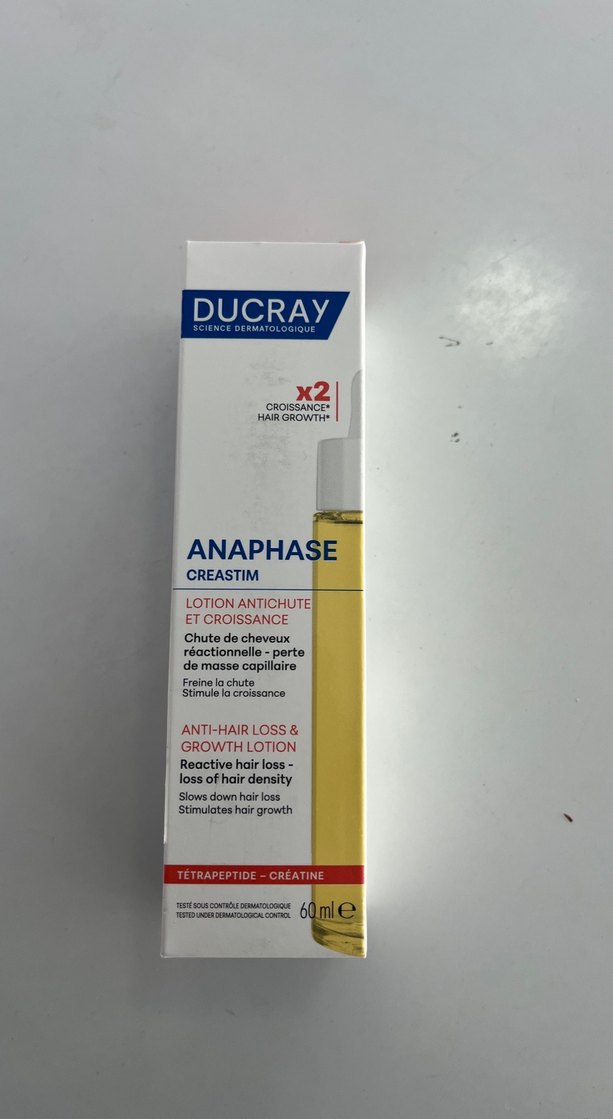 DUCRAY
SCIENCE DERMATOLOGIQUE
x2
CROISSANCE*
HAIR GROWTH*
ANAPHASE
CREASTIM
LOTION ANTICHUTE
ET CROISSANCE
Chute de cheveux
réactionnelle - perte
de masse capillaire
Freine la chute
Stimule la croissance
ANTI-HAIR LOSS &
GROWTH LOTION
Reactive hair loss -
loss of hair density
Slows down hair loss
Stimulates hair growth
TÉTRAPEPTIDE – CRÉATINE
TESTÉ SOUS CONTRÔLE DERMATOLOGIQUE
TESTED UNDER DERMATOLOGICAL CONTROL
60 ml ℮